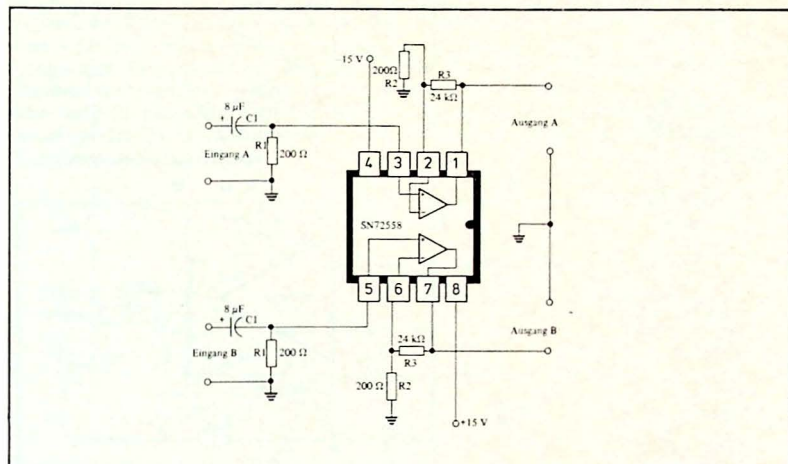 -15 V
200Ω
R2
R3
24 kΩ
8 µF
+ C1
R1
200 Ω
Eingang A
Ausgang A
4 3 2 1
+
-
SN72558
+
-
5 6 7 8
8 µF
+ C1
R1 200 Ω
Eingang B
24 kΩ
R3
200 Ω R2
Ausgang B
+15 V